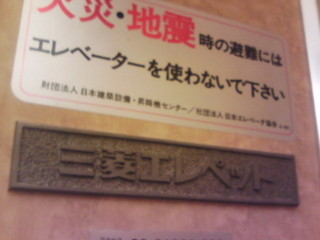 火災・地震時の避難には
エレベーターを使わないで下さい
財団法人 日本建築設備・昇降機センター／社団法人 日本エレベータ協会
三菱エレペット